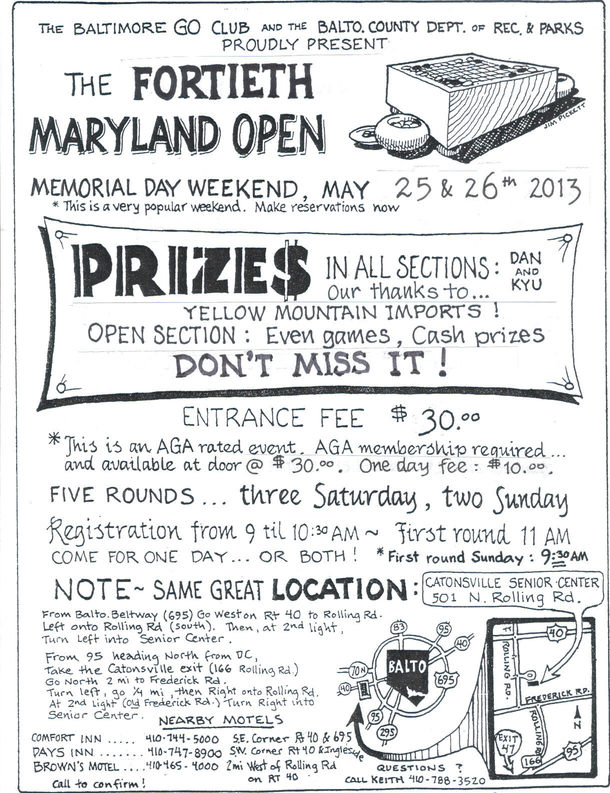 THE BALTIMORE GO CLUB AND THE BALTO. COUNTY DEPT. OF REC. & PARKS
PROUDLY PRESENT
THE FORTIETH
MARYLAND OPEN
JIM PICKETT
MEMORIAL DAY WEEKEND, MAY 25 & 26th 2013
* This is a very popular weekend. Make reservations now
PRIZE$ IN ALL SECTIONS: DAN AND KYU
Our thanks to...
YELLOW MOUNTAIN IMPORTS!
OPEN SECTION: Even games, Cash prizes
DON'T MISS IT!
ENTRANCE FEE $30.00
* This is an AGA rated event. AGA membership required...
and available at door @ $30.00. One day fee: $10.00.
FIVE ROUNDS... three Saturday, two Sunday
Registration from 9 til 10:30 AM ~ First round 11 AM
COME FOR ONE DAY... OR BOTH! * First round Sunday: 9:30 AM
NOTE ~ SAME GREAT LOCATION:
CATONSVILLE SENIOR CENTER
501 N. Rolling Rd.
From Balto. Beltway (695) Go West on Rt 40 to Rolling Rd.
Left onto Rolling Rd (South). Then, at 2nd light,
Turn Left into Senior Center.
From 95 heading North from DC,
Take the Catonsville exit (166 Rolling Rd.)
Go North 2 mi to Frederick Rd.
Turn left, go 1/4 mi, then Right onto Rolling Rd.
At 2nd Light (Old Frederick Rd.) Turn Right into
Senior Center.
NEARBY MOTELS
COMFORT INN ..... 410-744-5000 S.E. Corner Rt 40 & 695
DAYS INN ..... 410-747-8900 S.W. Corner Rt 40 & Ingleside
BROWN'S MOTEL .... 410-465-4000 2mi West of Rolling Rd
on RT 40
Call to confirm!
83
95
40
70N
40
BALTO
695
95
295
QUESTIONS?
CALL KEITH 410-788-3520
40
ROLLING RD.
FREDERICK RD.
ROLLING RD
N
EXIT
47
166
95